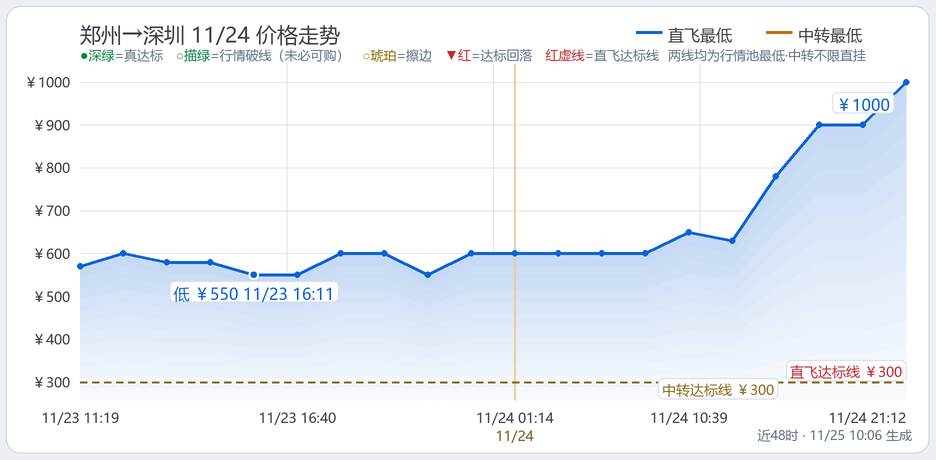 郑州→深圳 11/24 价格走势
直飞最低 中转最低
●深绿=真达标 ○描绿=行情破线（未必可购） ○琥珀=擦边 ▼红=达标回落 红虚线=直飞达标线 两线均为行情池最低·中转不限直挂
￥1000
￥1000
￥900
￥800
￥700
￥600
低 ￥550 11/23 16:11
￥500
￥400
直飞达标线 ￥300
￥300
中转达标线 ￥300
11/23 11:19 11/23 16:40 11/24 01:14 11/24 10:39 11/24 21:12
11/24
近48时 · 11/25 10:06 生成